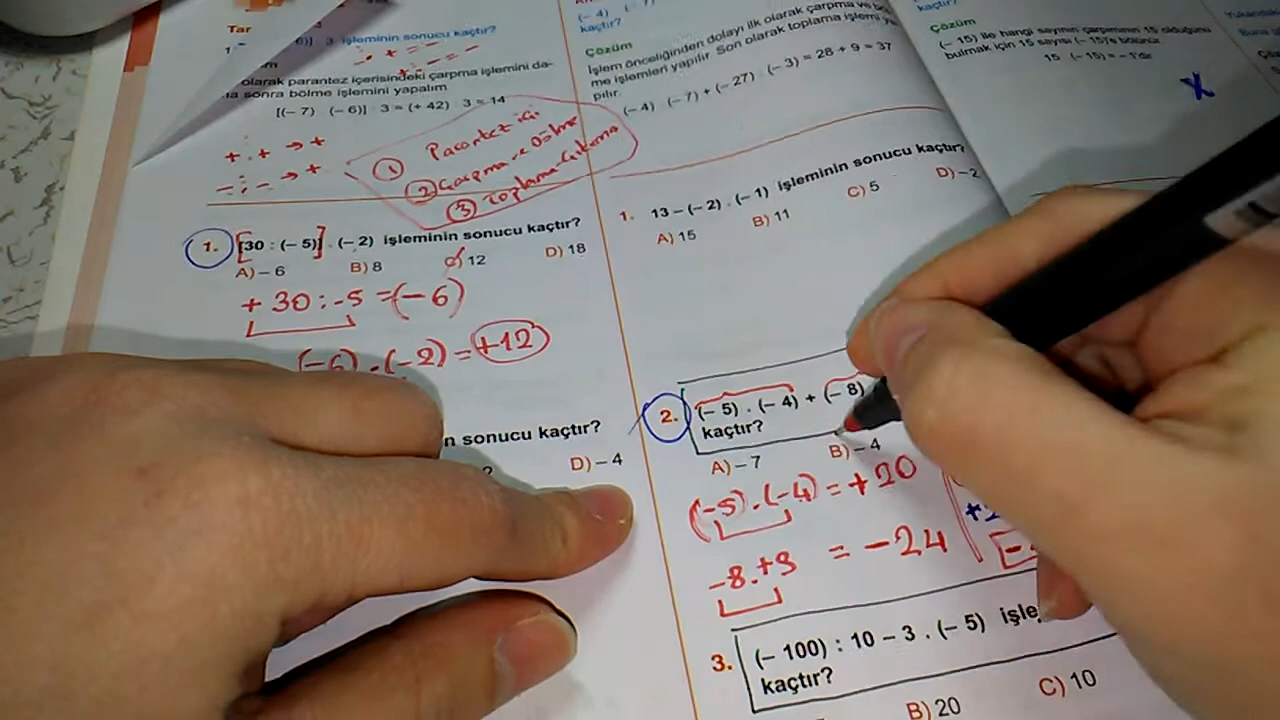 Tar
6)] 3 işleminin sonucu kaçtır?
olarak parantez içerisindeki çarpma işlemini da-
sonra bölme işlemini yapalım
[(– 7) (– 6)] 3 = (+ 42) 3 = 14
+ . + → +
– : – → +
① Parantez içi
② Çarpma ve Bölme
③ Toplama-Çıkarma
1. [30 : (– 5)] . (– 2) işleminin sonucu kaçtır?
A) – 6 B) 8 C) 12 D) 18
+ 30 : -5 = (– 6)
(–6) . (–2) = +12
n sonucu kaçtır?
D) – 4
kaçtır?
Çözüm
İşlem önceliğinden dolayı ilk olarak çarpma ve
me işlemleri yapılır. Son olarak toplama işlemi
pılır.
(– 4) (– 7) + (– 27) : (– 3) = 28 + 9 = 37
1. 13 – (– 2) . (– 1) işleminin sonucu kaçtır?
A) 15 B) 11 C) 5 D) – 2
2. (– 5) . (– 4) + (– 8)
kaçtır?
A) – 7 B) – 4
(–5) . (–4) = +20
–8 . +3 = –24
3. (– 100) : 10 – 3 . (– 5) işle
kaçtır?
B) 20 C) 10
kaçtır?
Çözüm
(– 15) ile hangi sayının çarpımının 15 olduğunu
bulmak için 15 sayısı (– 15)'e bölünür
15 (– 15) = – 1'dir
X